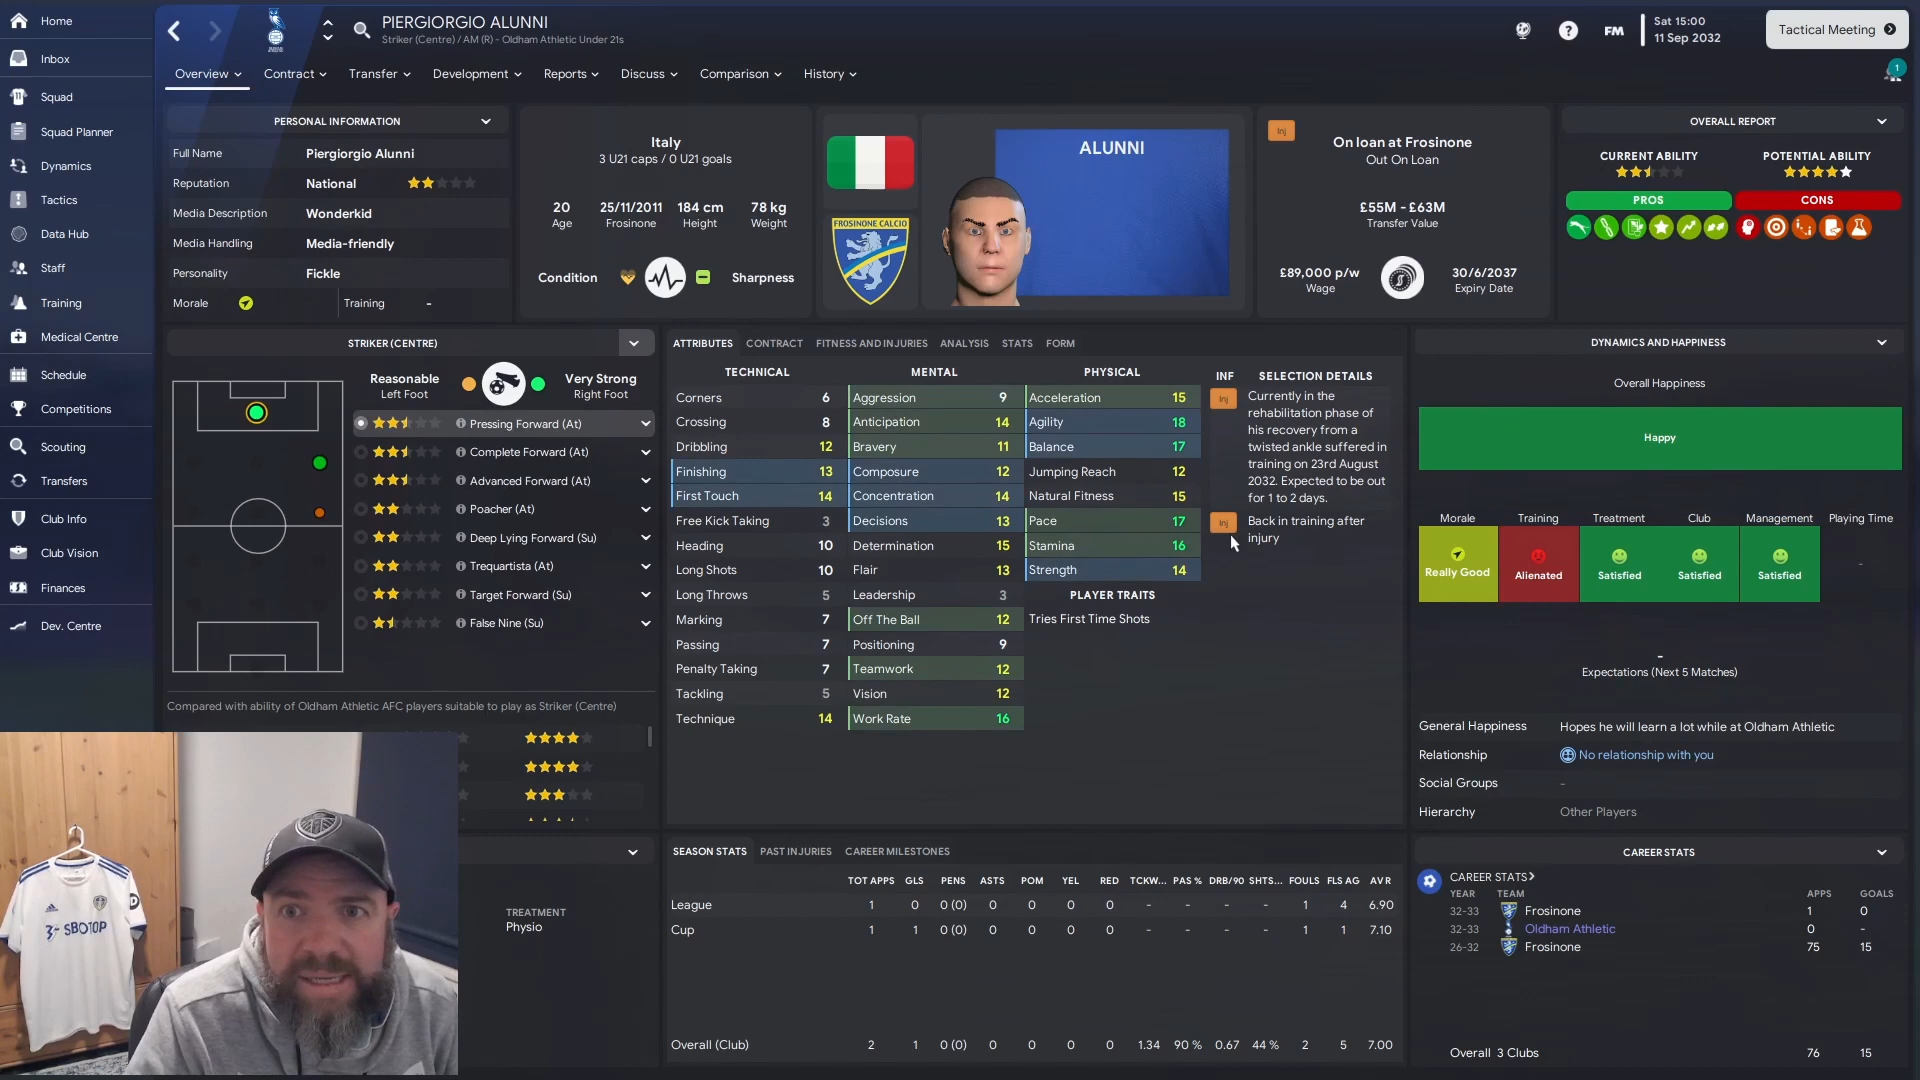 Home
Inbox
Squad
Squad Planner
Dynamics
Tactics
Data Hub
Staff
Training
Medical Centre
Schedule
Competitions
Scouting
Transfers
Club Info
Club Vision
Finances
Dev. Centre
PIERGIORGIO ALUNNI
Striker (Centre) / AM (R) - Oldham Athletic Under 21s
FM
Sat 15:00
11 Sep 2032
Tactical Meeting
1
Overview
Contract
Transfer
Development
Reports
Discuss
Comparison
History
PERSONAL INFORMATION
Full Name Piergiorgio Alunni
Reputation National
Media Description Wonderkid
Media Handling Media-friendly
Personality Fickle
Morale
Training -
Italy
3 U21 caps / 0 U21 goals
20 25/11/2011 184 cm 78 kg
Age Frosinone Height Weight
Condition Sharpness
FROSINONE CALCIO
ALUNNI
Inj
On loan at Frosinone
Out On Loan
£55M - £63M
Transfer Value
£89,000 p/w
Wage
30/6/2037
Expiry Date
OVERALL REPORT
CURRENT ABILITY POTENTIAL ABILITY
PROS CONS
STRIKER (CENTRE)
Reasonable
Left Foot
Very Strong
Right Foot
Pressing Forward (At)
Complete Forward (At)
Advanced Forward (At)
Poacher (At)
Deep Lying Forward (Su)
Trequartista (At)
Target Forward (Su)
False Nine (Su)
Compared with ability of Oldham Athletic AFC players suitable to play as Striker (Centre)
ATTRIBUTES CONTRACT FITNESS AND INJURIES ANALYSIS STATS FORM
TECHNICAL
Corners 6
Crossing 8
Dribbling 12
Finishing 13
First Touch 14
Free Kick Taking 3
Heading 10
Long Shots 10
Long Throws 5
Marking 7
Passing 7
Penalty Taking 7
Tackling 5
Technique 14
MENTAL
Aggression 9
Anticipation 14
Bravery 11
Composure 12
Concentration 14
Decisions 13
Determination 15
Flair 13
Leadership 3
Off The Ball 12
Positioning 9
Teamwork 12
Vision 12
Work Rate 16
PHYSICAL
Acceleration 15
Agility 18
Balance 17
Jumping Reach 12
Natural Fitness 15
Pace 17
Stamina 16
Strength 14
PLAYER TRAITS
Tries First Time Shots
INF SELECTION DETAILS
Inj
Currently in the
rehabilitation phase of
his recovery from a
twisted ankle suffered in
training on 23rd August
2032. Expected to be out
for 1 to 2 days.
Inj
Back in training after
injury
DYNAMICS AND HAPPINESS
Overall Happiness
Happy
Morale Training Treatment Club Management Playing Time
Really Good Alienated Satisfied Satisfied Satisfied -
-
Expectations (Next 5 Matches)
General Happiness Hopes he will learn a lot while at Oldham Athletic
Relationship No relationship with you
Social Groups -
Hierarchy Other Players
TREATMENT
Physio
SEASON STATS PAST INJURIES CAREER MILESTONES
TOT APPS GLS PENS ASTS POM YEL RED TCKW... PAS % DRB/90 SHTS... FOULS FLS AG AV R
League 1 0 0 (0) 0 0 0 0 - - - - 1 4 6.90
Cup 1 1 0 (0) 0 0 0 0 - - - - 1 1 7.10
Overall (Club) 2 1 0 (0) 0 0 0 0 1.34 90 % 0.67 44 % 2 5 7.00
CAREER STATS
CAREER STATS>
YEAR TEAM APPS GOALS
32-33 Frosinone 1 0
32-33 Oldham Athletic 0 -
26-32 Frosinone 75 15
Overall 3 Clubs 76 15
SBOTOP